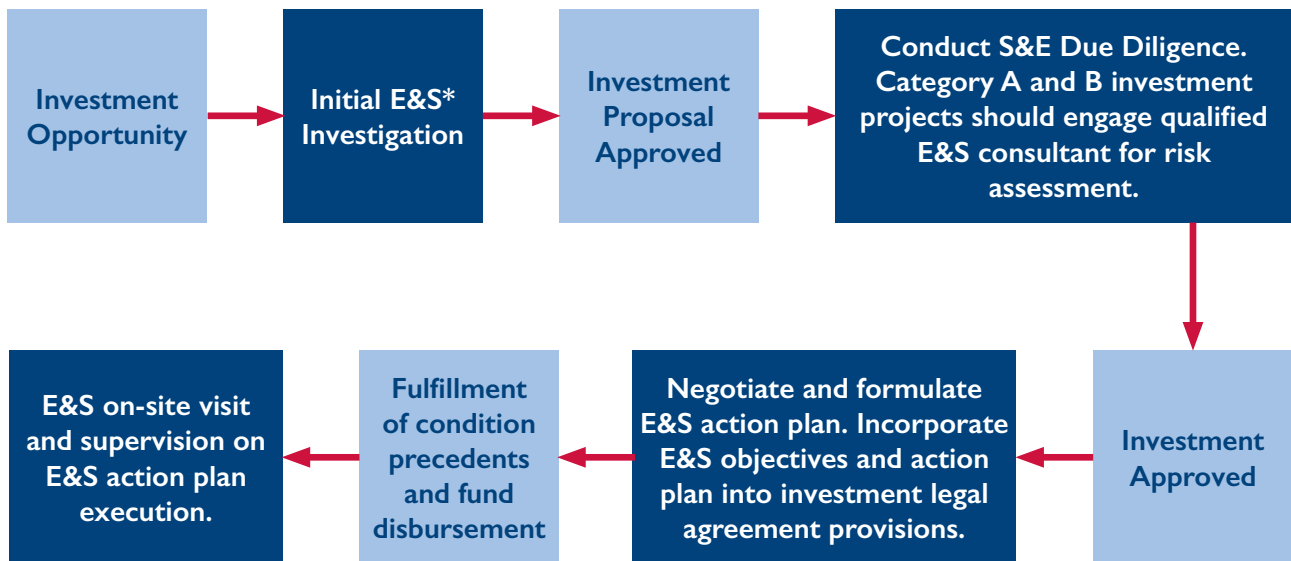 Investment
Opportunity
Initial E&S*
Investigation
Investment
Proposal
Approved
Conduct S&E Due Diligence.
Category A and B investment
projects should engage qualified
E&S consultant for risk
assessment.
Investment
Approved
Negotiate and formulate
E&S action plan. Incorporate
E&S objectives and action
plan into investment legal
agreement provisions.
Fulfillment
of condition
precedents
and fund
disbursement
E&S on-site visit
and supervision on
E&S action plan
execution.